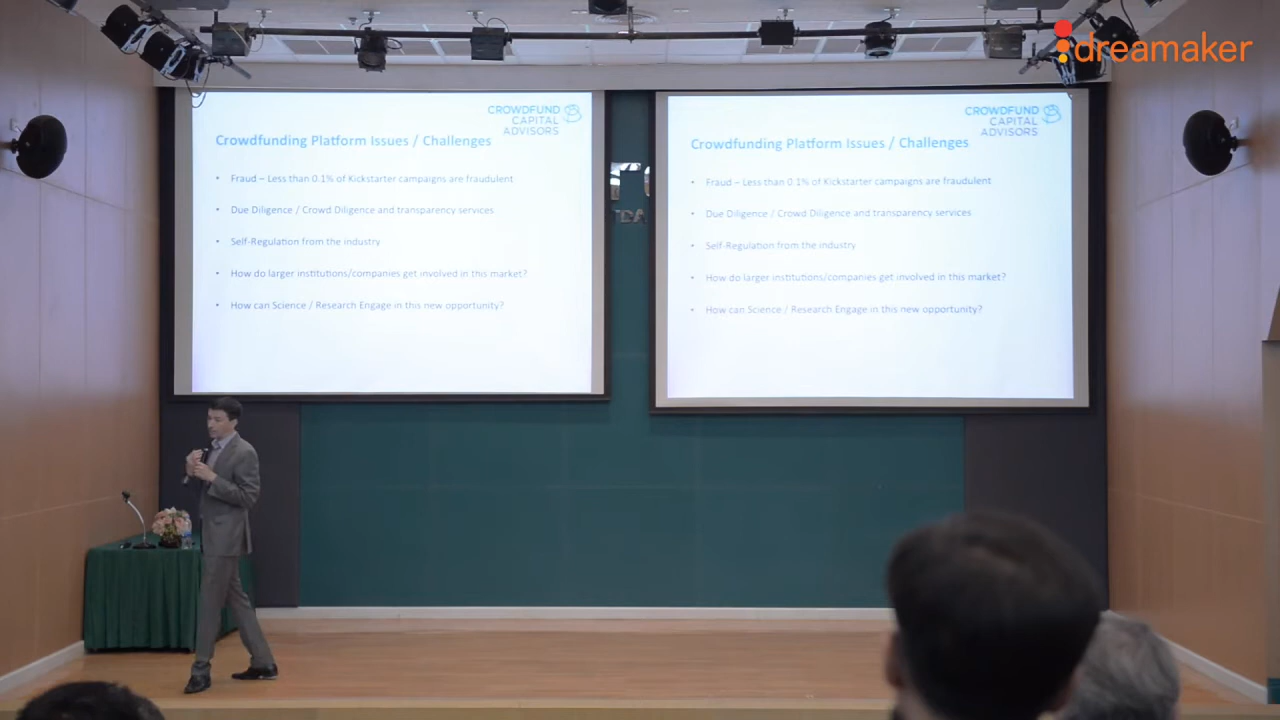 dreamaker
CROWDFUND
CAPITAL
ADVISORS
Crowdfunding Platform Issues / Challenges
• Fraud – Less than 0.1% of Kickstarter campaigns are fraudulent
• Due Diligence / Crowd Diligence and transparency services
• Self-Regulation from the industry
• How do larger institutions/companies get involved in this market?
• How can Science / Research Engage in this new opportunity?
CROWDFUND
CAPITAL
ADVISORS
Crowdfunding Platform Issues / Challenges
• Fraud – Less than 0.1% of Kickstarter campaigns are fraudulent
• Due Diligence / Crowd Diligence and transparency services
• Self-Regulation from the industry
• How do larger institutions/companies get involved in this market?
• How can Science / Research Engage in this new opportunity?